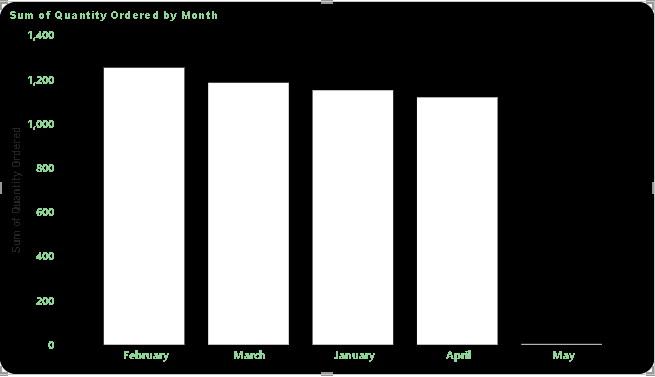 Sum of Quantity Ordered by Month
1,400
1,200
1,000
800
600
400
200
0
Sum of Quantity Ordered
February March January April May